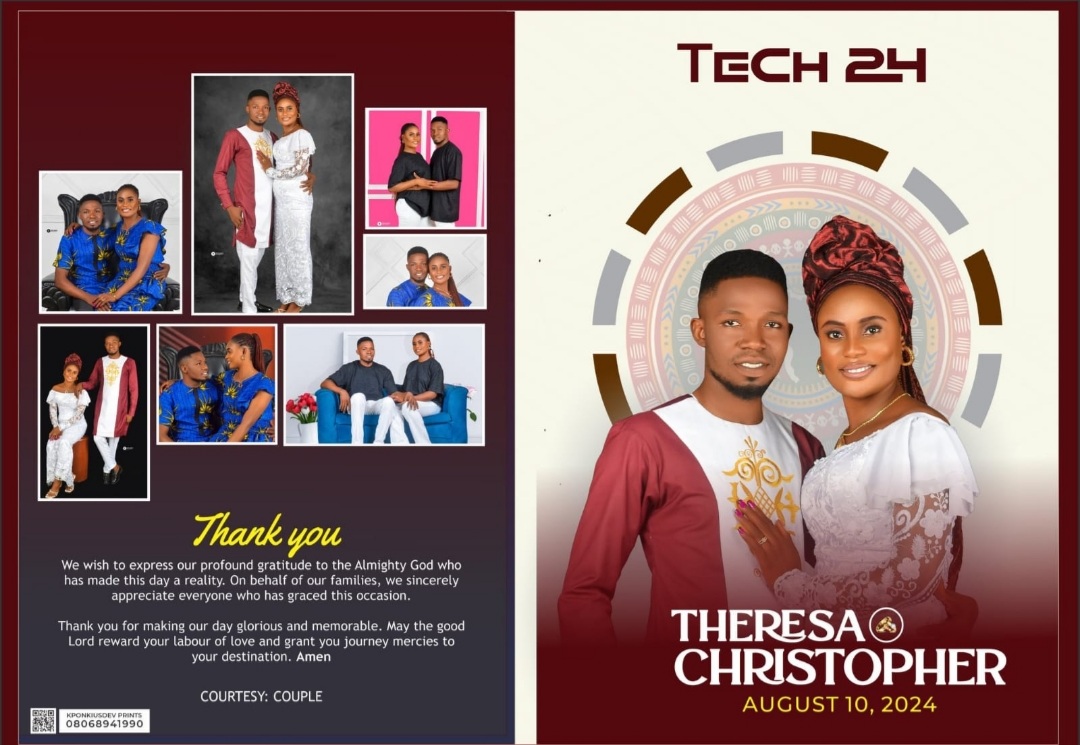 Thank you
We wish to express our profound gratitude to the Almighty God who
has made this day a reality. On behalf of our families, we sincerely
appreciate everyone who has graced this occasion.
Thank you for making our day glorious and memorable. May the good
Lord reward your labour of love and grant you journey mercies to
your destination. Amen
COURTESY: COUPLE
KPONKIUSDEV PRINTS
08068941990
TECH 24
THERESA
CHRISTOPHER
AUGUST 10, 2024